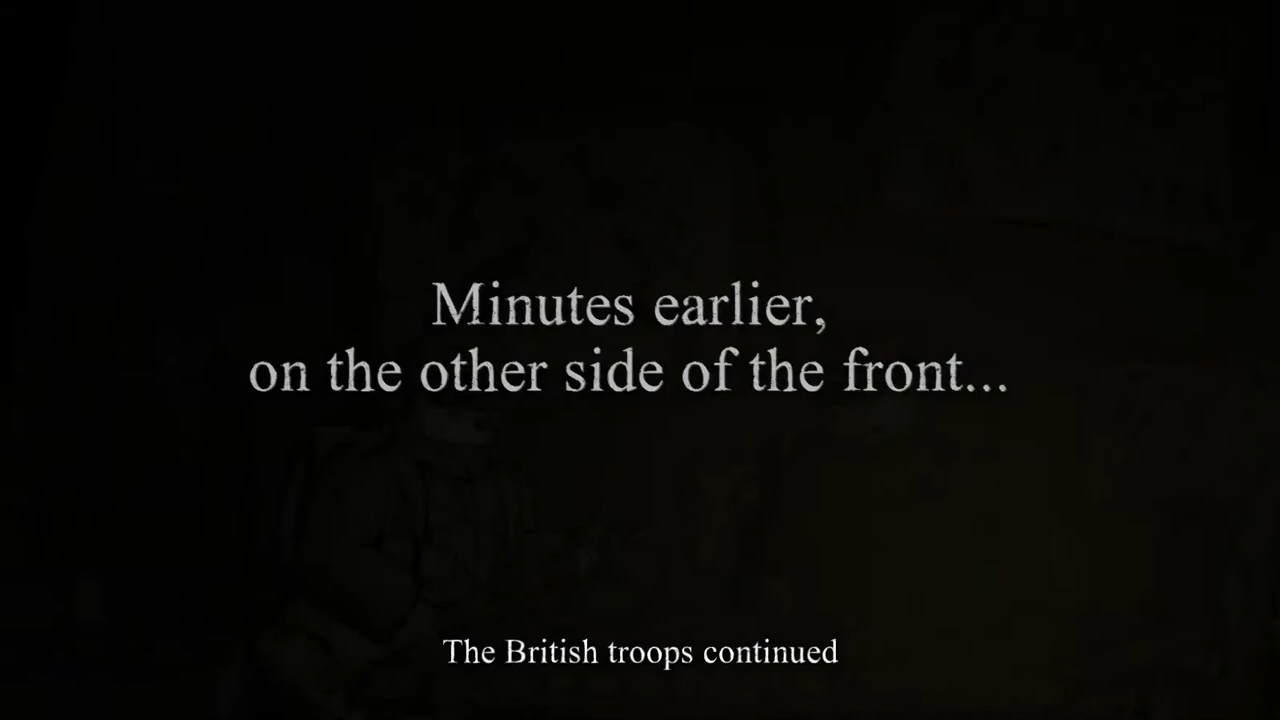 Minutes earlier,
on the other side of the front...
The British troops continued